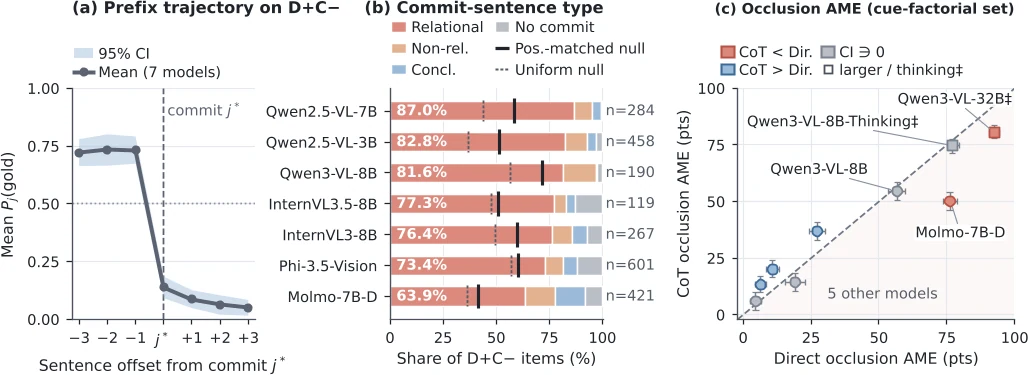 (a) Prefix trajectory on D+C−
95% CI
Mean (7 models)
commit j*
Mean Pj(gold)
1.00
0.75
0.50
0.25
0.00
−3 −2 −1 j* +1 +2 +3
Sentence offset from commit j*
(b) Commit-sentence type
Relational
Non-rel.
Concl.
No commit
Pos.-matched null
Uniform null
Qwen2.5-VL-7B 87.0% n=284
Qwen2.5-VL-3B 82.8% n=458
Qwen3-VL-8B 81.6% n=190
InternVL3.5-8B 77.3% n=119
InternVL3-8B 76.4% n=267
Phi-3.5-Vision 73.4% n=601
Molmo-7B-D 63.9% n=421
0 25 50 75 100
Share of D+C− items (%)
(c) Occlusion AME (cue-factorial set)
CoT < Dir.
CoT > Dir.
CI ∋ 0
larger / thinking‡
CoT occlusion AME (pts)
100
75
50
25
0
Qwen3-VL-32B‡
Qwen3-VL-8B-Thinking‡
Qwen3-VL-8B
Molmo-7B-D
5 other models
0 25 50 75 100
Direct occlusion AME (pts)